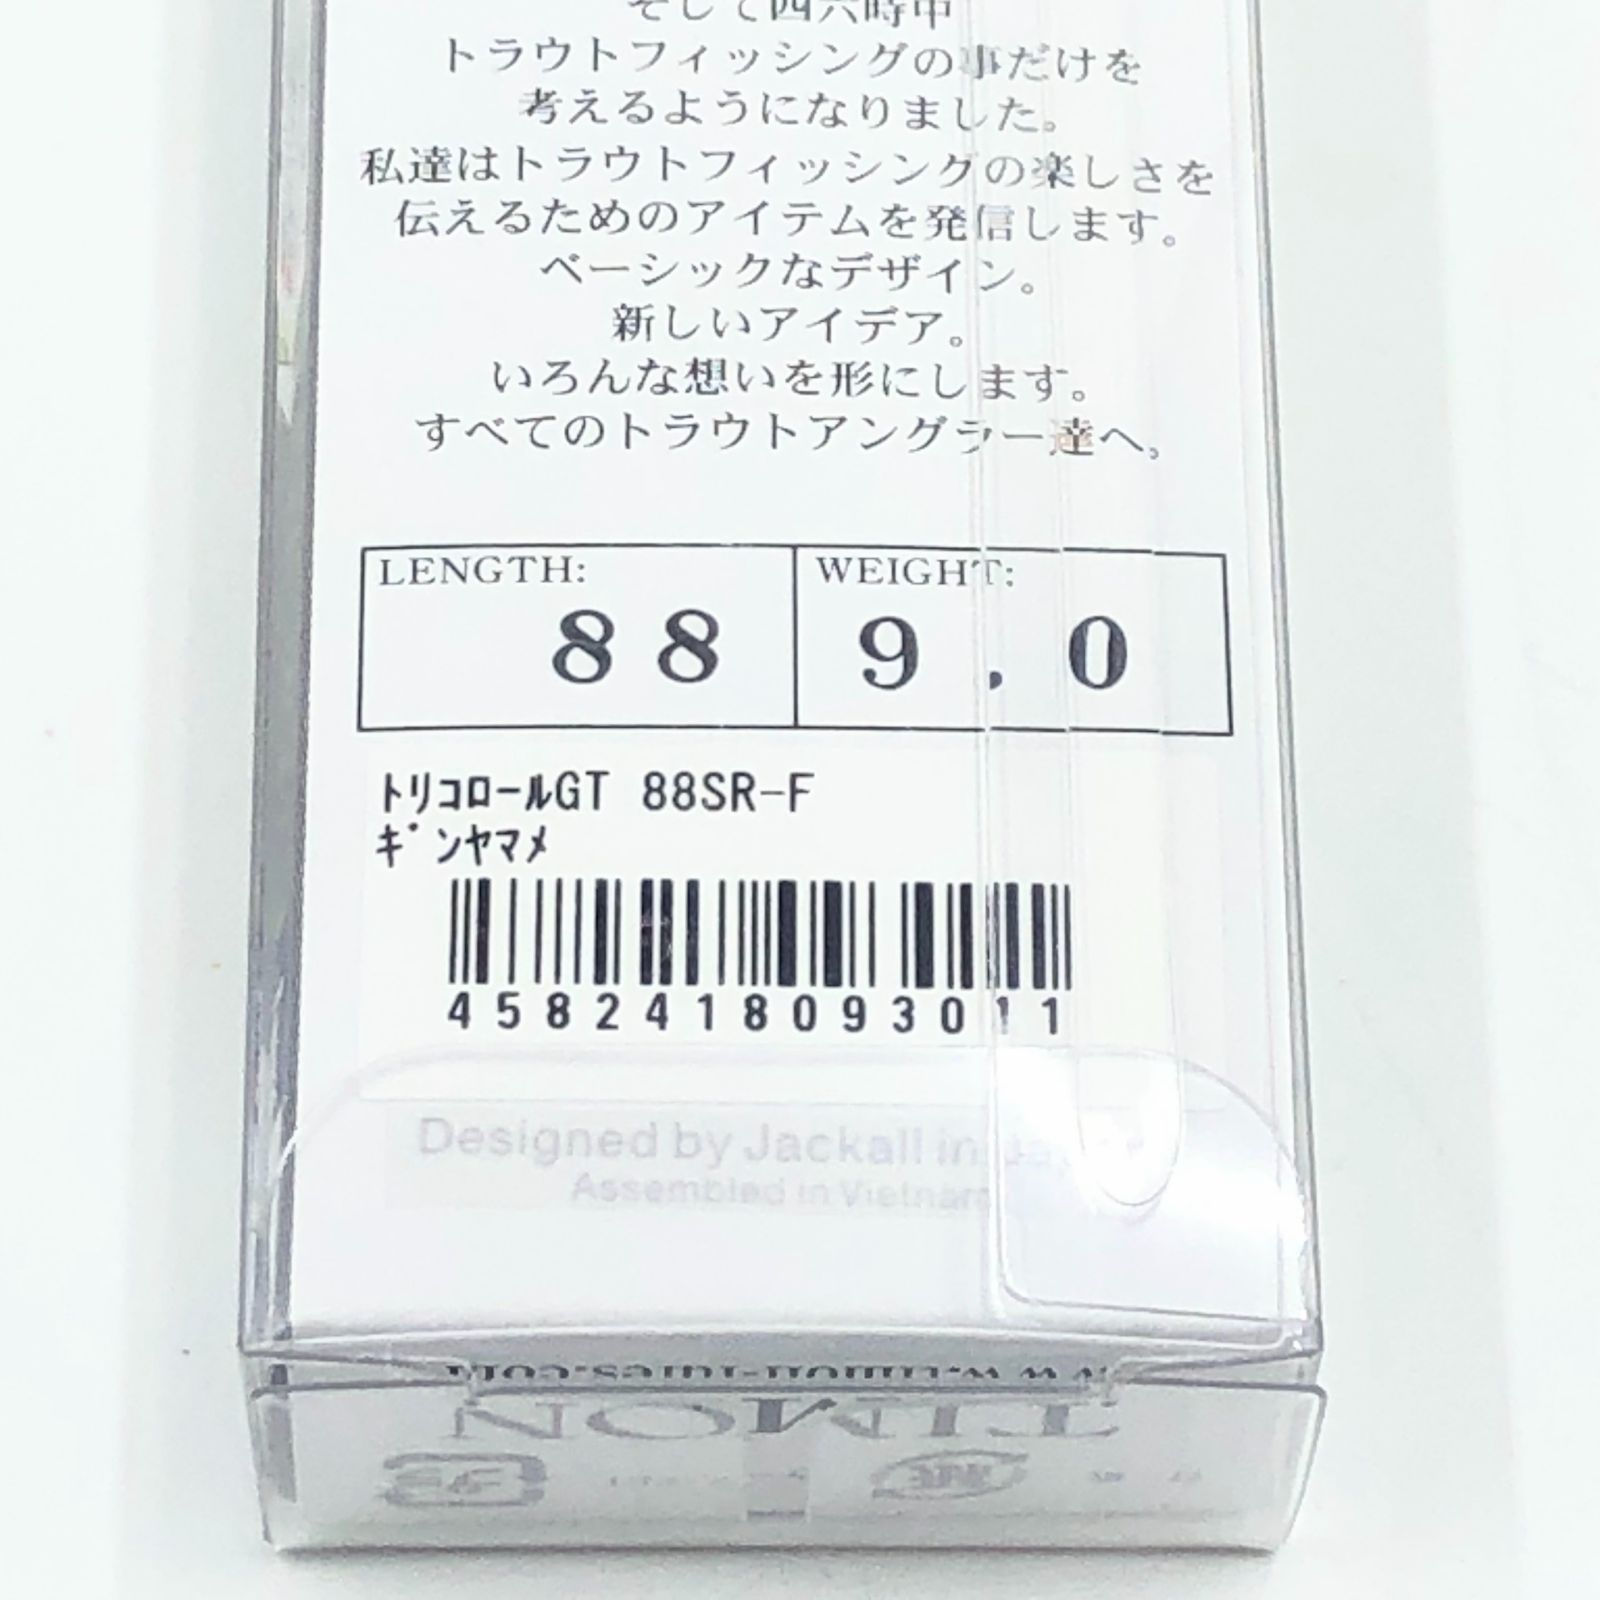 そして四六時中
トラウトフィッシングの事だけを
考えるようになりました。
私達はトラウトフィッシングの楽しさを
伝えるためのアイテムを発信します。
ベーシックなデザイン。
新しいアイデア。
いろんな想いを形にします。
すべてのトラウトアングラー達へ。
LENGTH: WEIGHT:
88 9.0
ﾄﾘｺﾛｰﾙGT 88SR-F
ｷﾞﾝﾔﾏﾒ
4582418093011
Designed by Jackall in
Assembled in Vietnam
TIMON